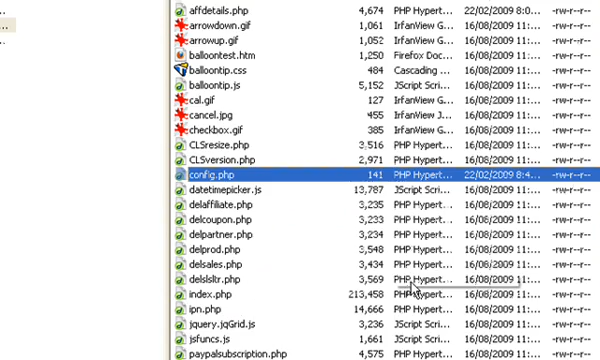 affdetails.php 4,674 PHP Hypert... 22/02/2009 8:0... -rw-r--r--
arrowdown.gif 1,061 IrfanView G... 16/08/2009 11:... -rw-r--r--
arrowup.gif 1,052 IrfanView G... 16/08/2009 11:... -rw-r--r--
balloontest.htm 1,250 Firefox Doc... 16/08/2009 11:... -rw-r--r--
balloontip.css 484 Cascading ... 16/08/2009 11:... -rw-r--r--
balloontip.js 5,152 JScript Scri... 16/08/2009 11:... -rw-r--r--
cal.gif 127 IrfanView G... 16/08/2009 11:... -rw-r--r--
cancel.jpg 455 IrfanView J... 16/08/2009 11:... -rw-r--r--
checkbox.gif 385 IrfanView G... 16/08/2009 11:... -rw-r--r--
CLSresize.php 3,516 PHP Hypert... 16/08/2009 11:... -rw-r--r--
CLSversion.php 2,971 PHP Hypert... 16/08/2009 11:... -rw-r--r--
config.php 141 PHP Hypert... 22/02/2009 8:4... -rw-r--r--
datetimepicker.js 13,787 JScript Scri... 16/08/2009 11:... -rw-r--r--
delaffiliate.php 3,235 PHP Hypert... 16/08/2009 11:... -rw-r--r--
delcoupon.php 3,233 PHP Hypert... 16/08/2009 11:... -rw-r--r--
delpartner.php 3,234 PHP Hypert... 16/08/2009 11:... -rw-r--r--
delprod.php 3,548 PHP Hypert... 16/08/2009 11:... -rw-r--r--
delsales.php 3,434 PHP Hypert... 16/08/2009 11:... -rw-r--r--
delslsltr.php 3,569 PHP Hypert... 16/08/2009 11:... -rw-r--r--
index.php 213,458 PHP Hypert... 16/08/2009 11:... -rw-r--r--
ipn.php 14,666 PHP Hypert... 16/08/2009 11:... -rw-r--r--
jquery.jqGrid.js 3,236 JScript Scri... 16/08/2009 11:... -rw-r--r--
jsfuncs.js 1,661 JScript Scri... 16/08/2009 11:... -rw-r--r--
paypalsubscription.php 4,575 PHP Hypert... 16/08/2009 11:... -rw-r--r--